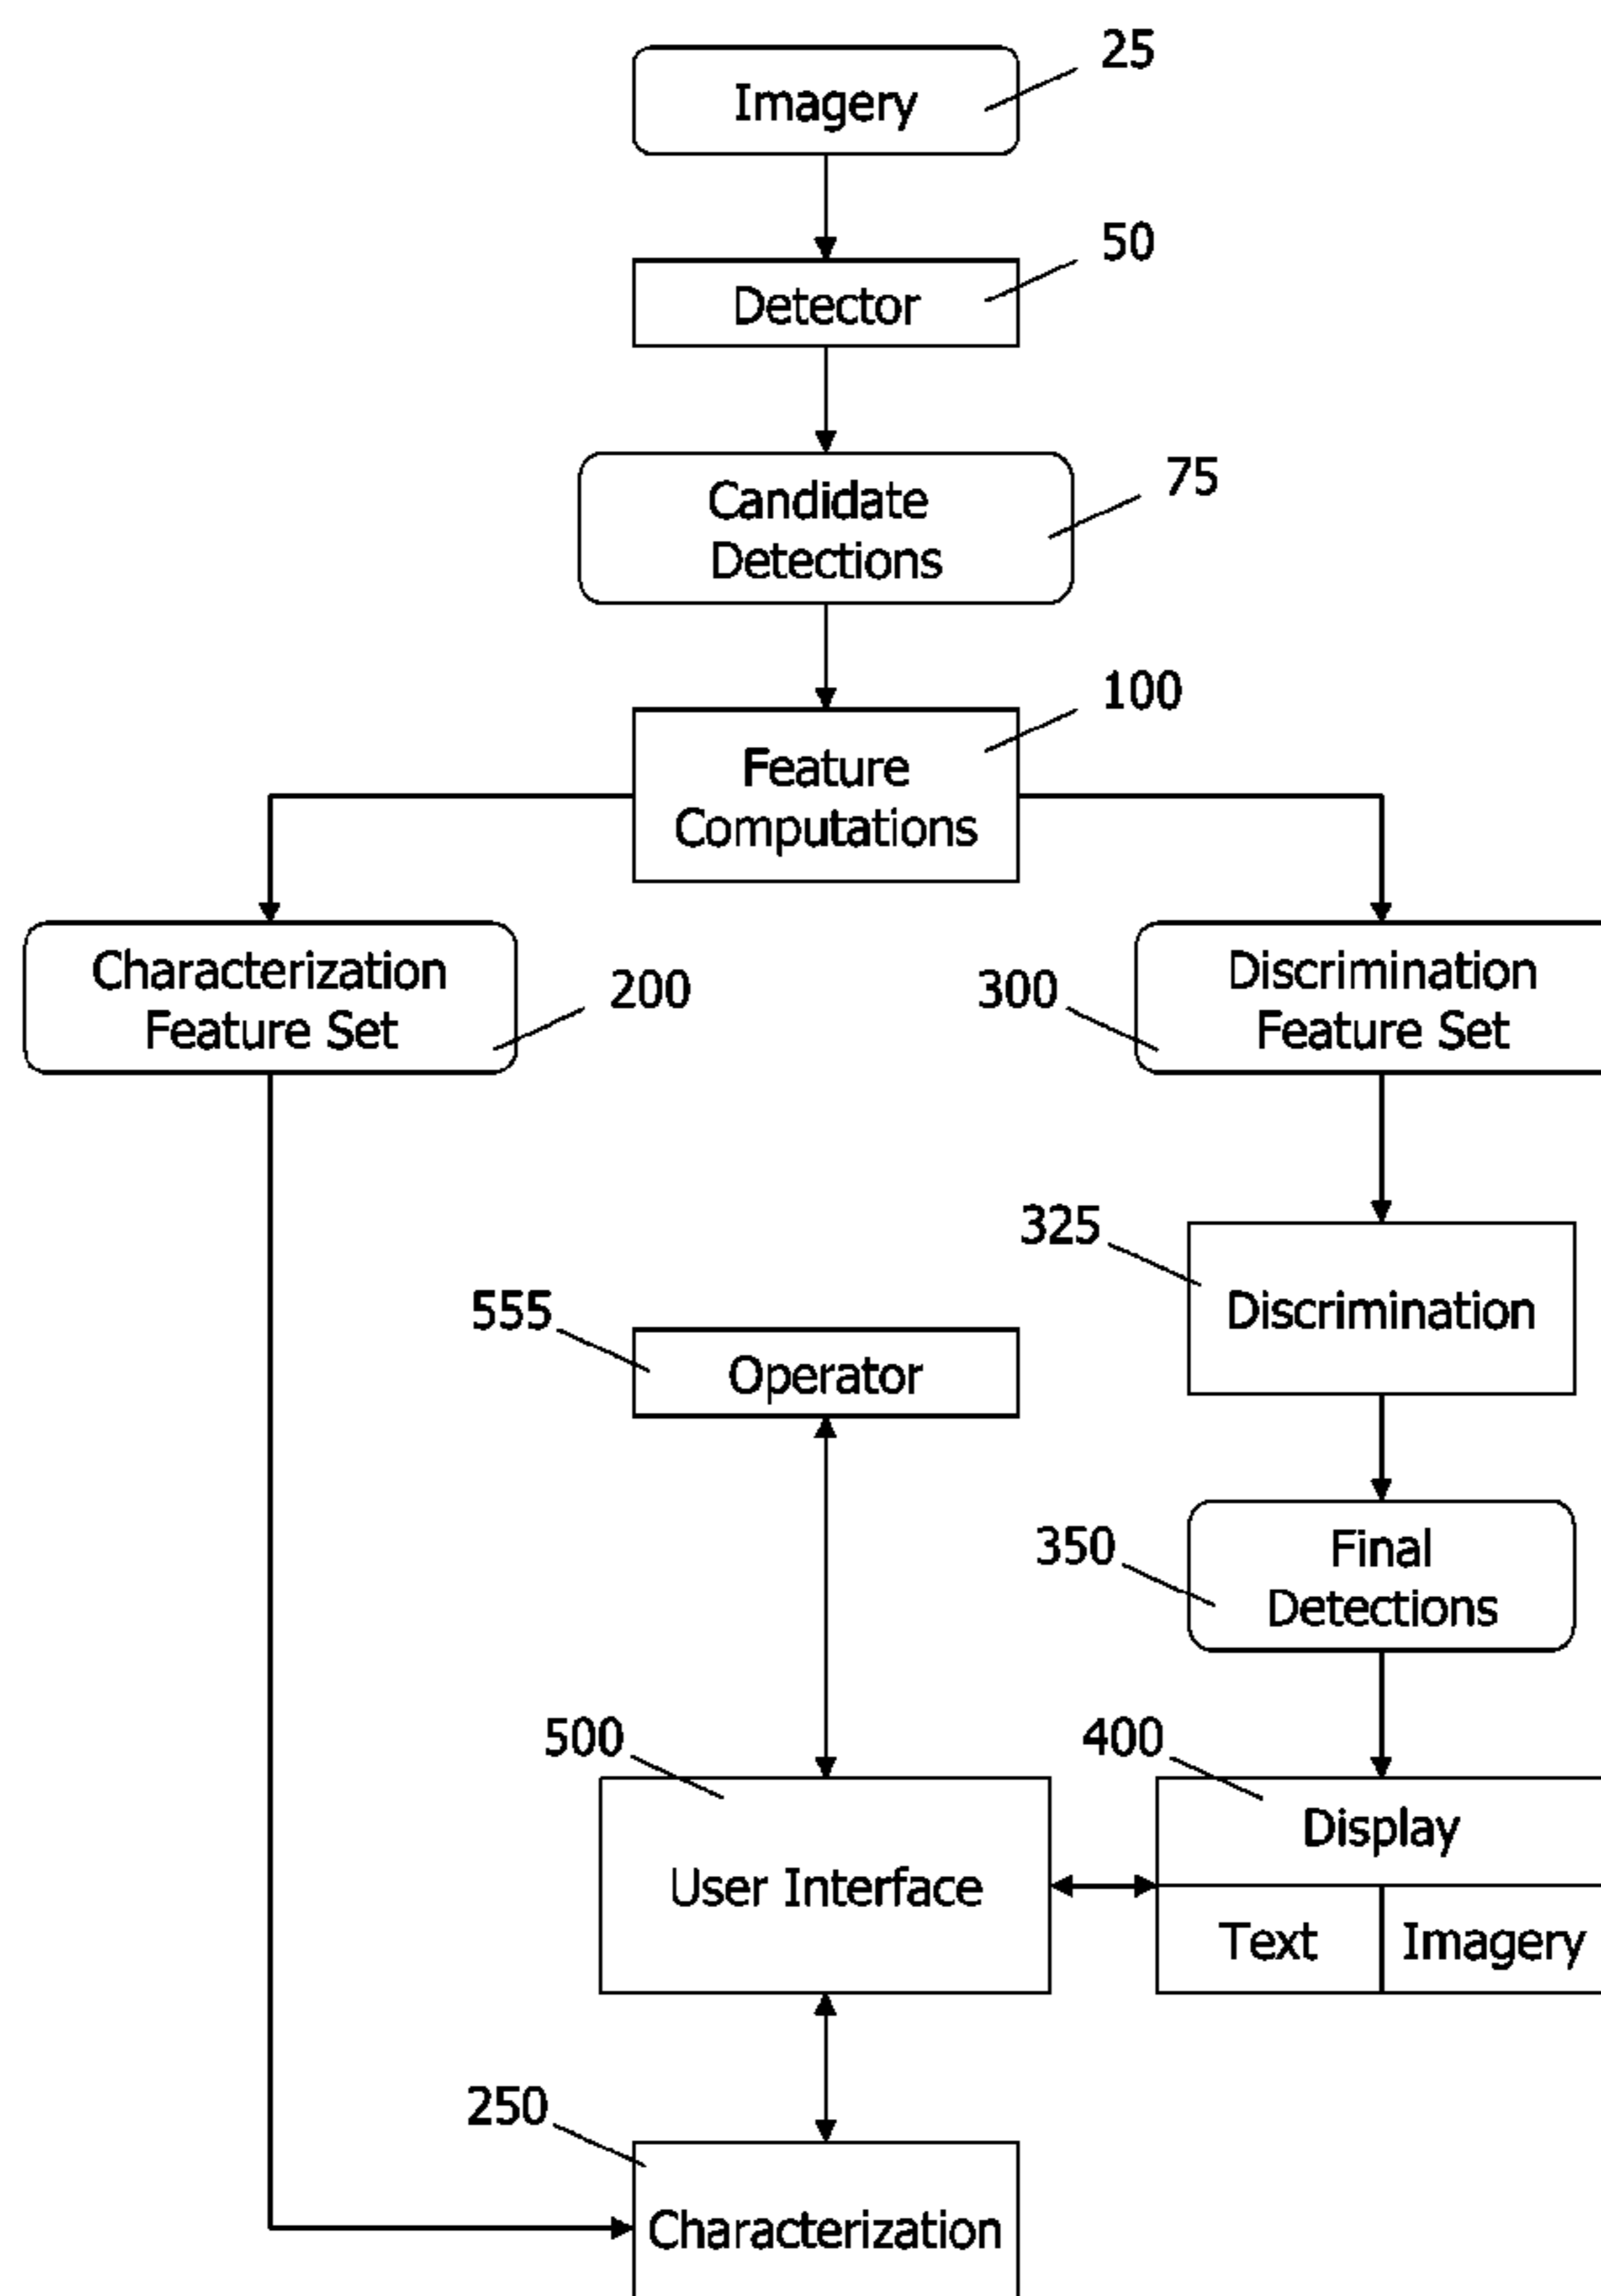 25
Imagery
50
Detector
75
Candidate
Detections
100
Feature
Computations
Characterization
Feature Set
200
300
Discrimination
Feature Set
325
Discrimination
555
Operator
350
Final
Detections
500
User Interface
400
Display
Text
Imagery
250
Characterization